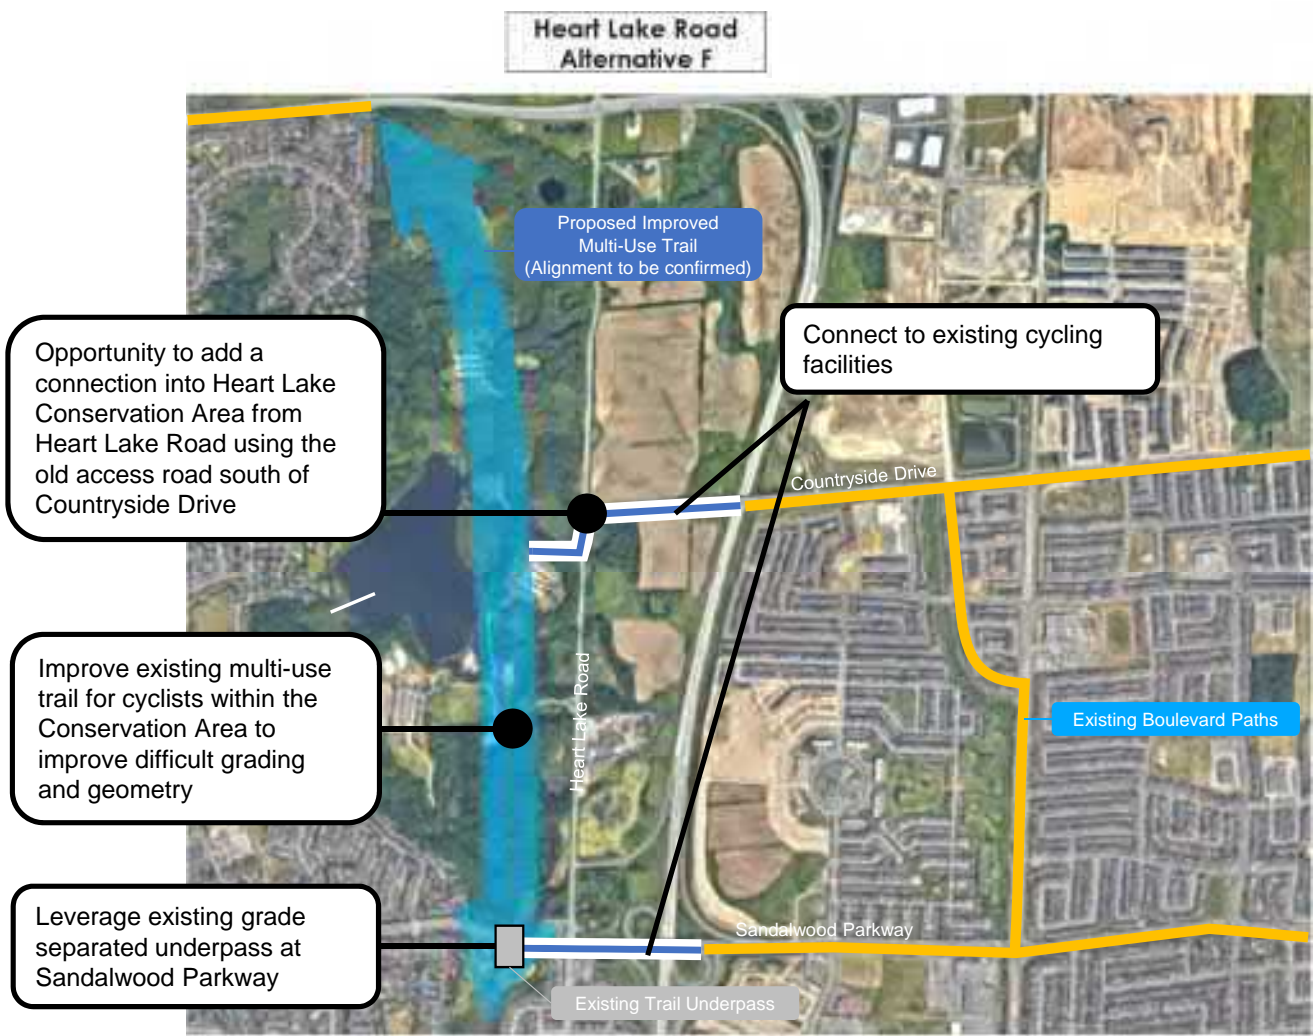 Heart Lake Road
Alternative F
Proposed Improved
Multi-Use Trail
(Alignment to be confirmed)
Opportunity to add a
connection into Heart Lake
Conservation Area from
Heart Lake Road using the
old access road south of
Countryside Drive
Connect to existing cycling
facilities
Countryside Drive
Improve existing multi-use
trail for cyclists within the
Conservation Area to
improve difficult grading
and geometry
Heart Lake Road
Existing Boulevard Paths
Leverage existing grade
separated underpass at
Sandalwood Parkway
Sandalwood Parkway
Existing Trail Underpass